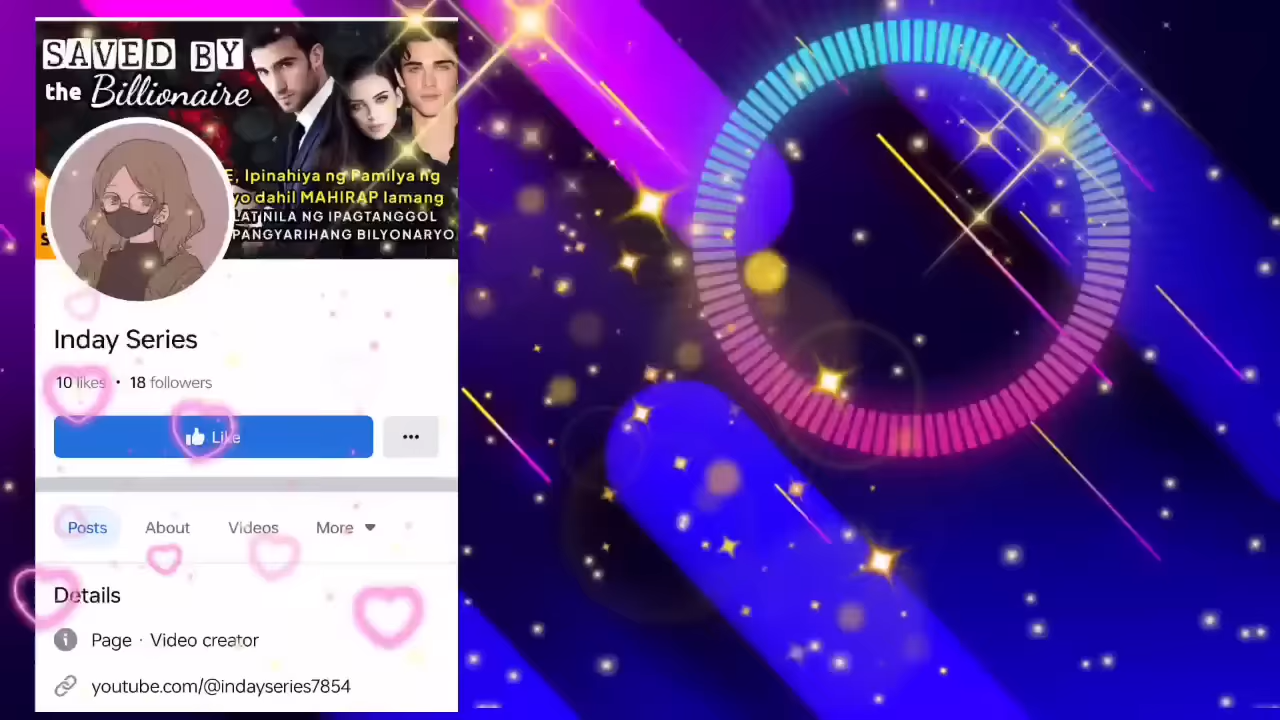 SAVED BY
the Billionaire
E, Ipinahiya ng Pamilya ng
yo dahil MAHIRAP lamang
NILA NG IPAGTANGGOL
PANGYARIHANG BILYONARYO
Inday Series
10 likes • 18 followers
Like
Posts About Videos More
Details
Page · Video creator
youtube.com/@indayseries7854